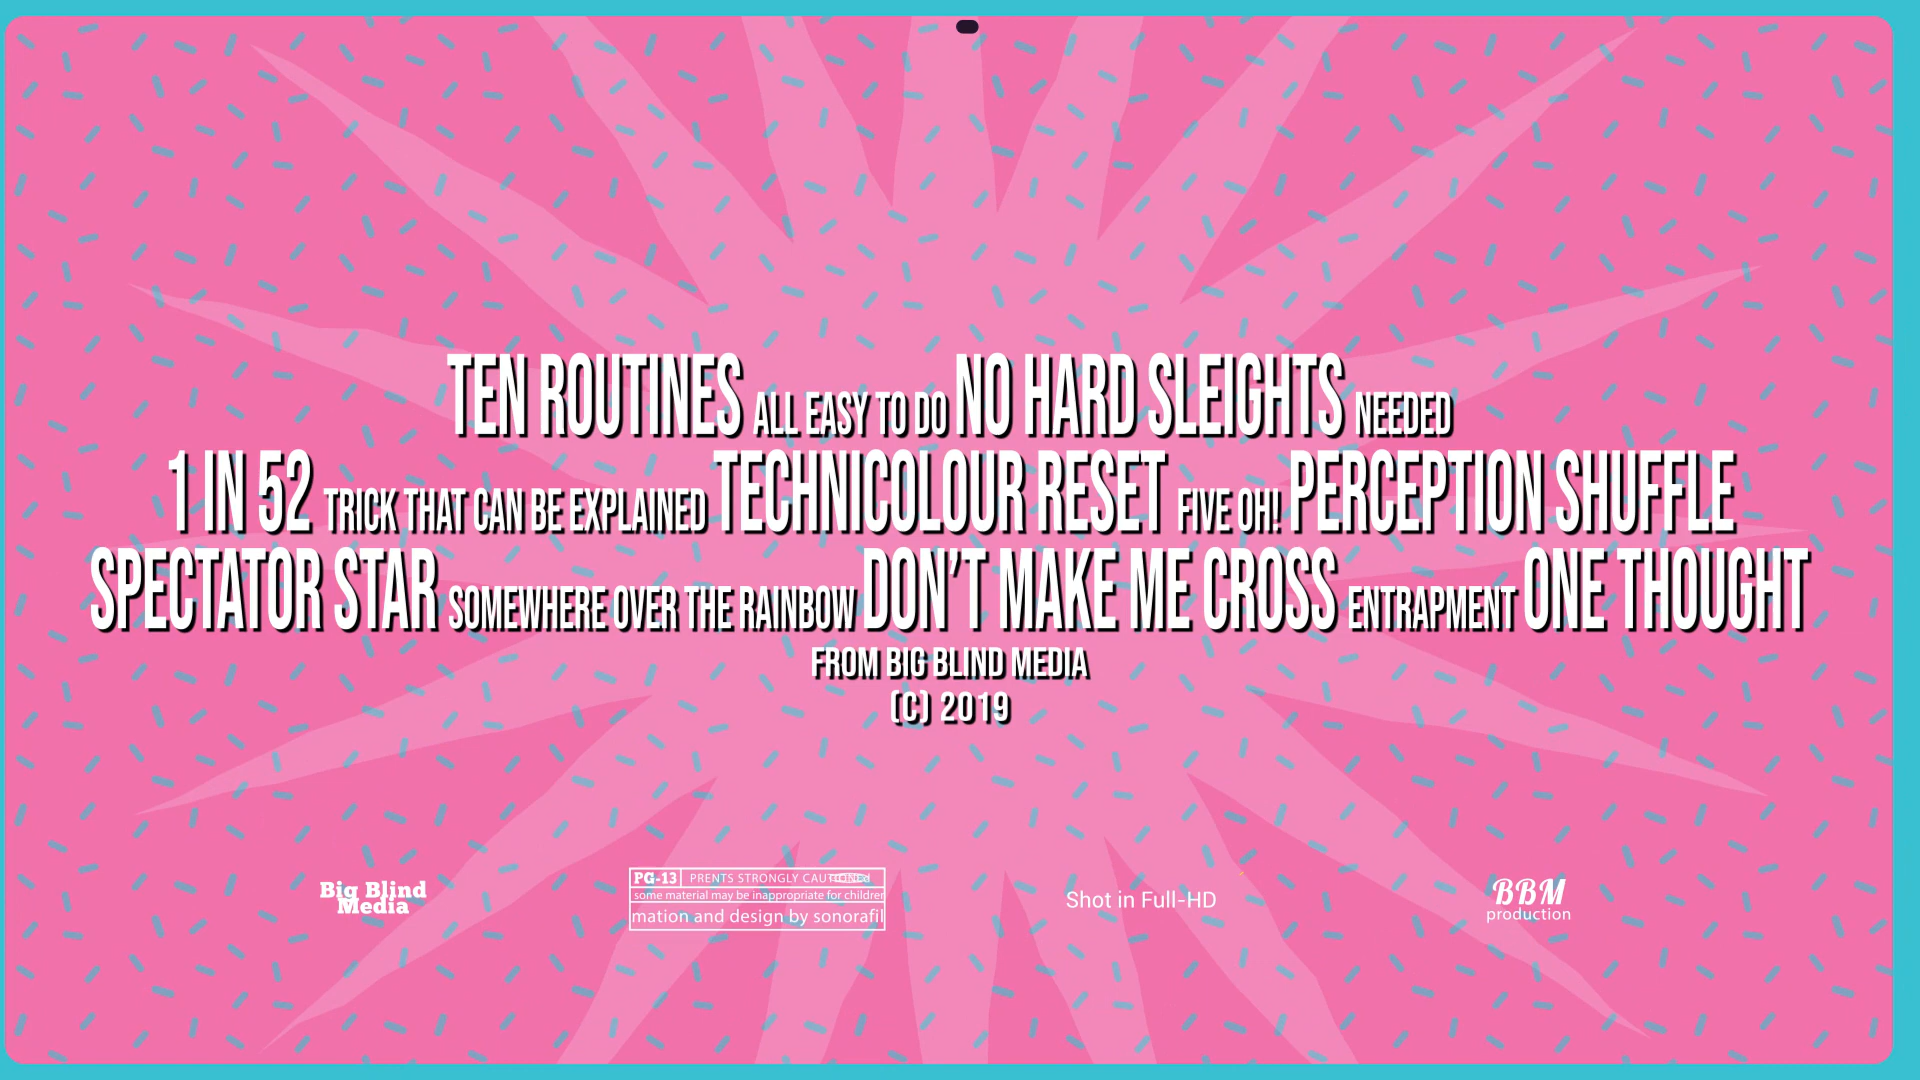 TEN ROUTINES ALL EASY TO DO NO HARD SLEIGHTS NEEDED
1 IN 52 TRICK THAT CAN BE EXPLAINED TECHNICOLOUR RESET FIVE OH! PERCEPTION SHUFFLE
SPECTATOR STAR SOMEWHERE OVER THE RAINBOW DON'T MAKE ME CROSS ENTRAPMENT ONE THOUGHT
FROM BIG BLIND MEDIA
(C) 2019
Big Blind
Media
PG-13 PRENTS STRONGLY CAUTIONED
some material may be inappropriate for children
mation and design by sonorafil
Shot in Full-HD
BBM
production